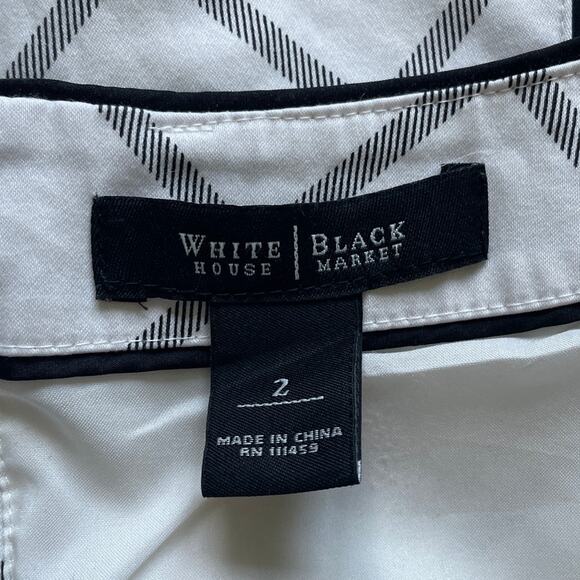 WHITE HOUSE | BLACK MARKET
2
MADE IN CHINA
RN 111459